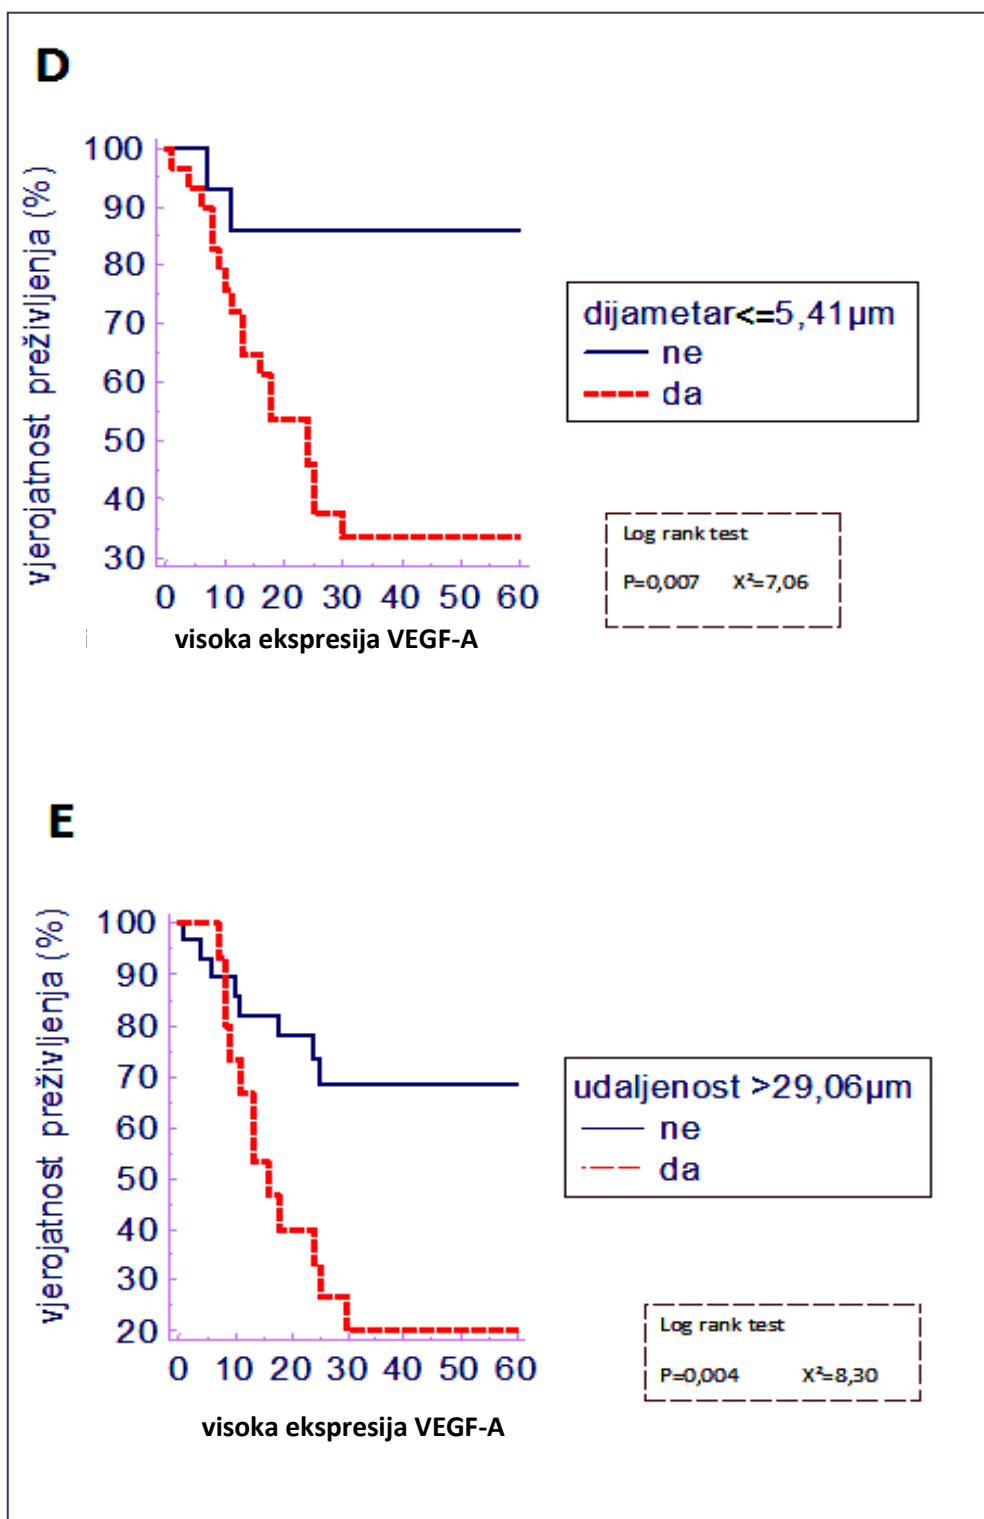 D
vjerojatnost preživljenja (%)
100
90
80
70
60
50
40
30
0 10 20 30 40 50 60
visoka ekspresija VEGF-A
dijametar<=5,41µm
ne
da
Log rank test
P=0,007 X²=7,06
E
vjerojatnost preživljenja (%)
100
90
80
70
60
50
40
30
20
0 10 20 30 40 50 60
visoka ekspresija VEGF-A
udaljenost >29,06µm
ne
da
Log rank test
P=0,004 X²=8,30